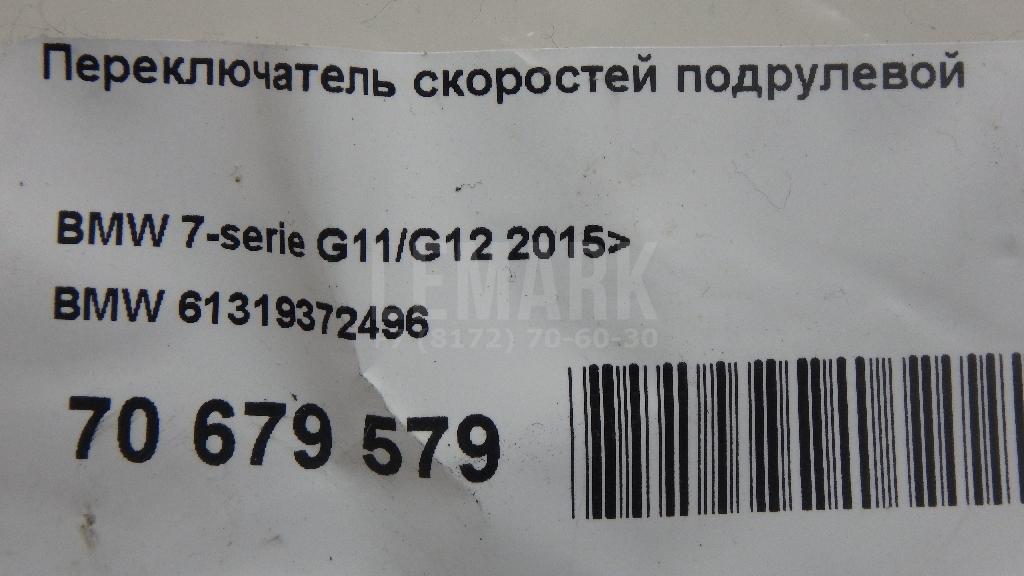 Переключатель скоростей подрулевой
BMW 7-serie G11/G12 2015>
LEMARK
BMW 61319372496
(8172) 70-60-30
70 679 579